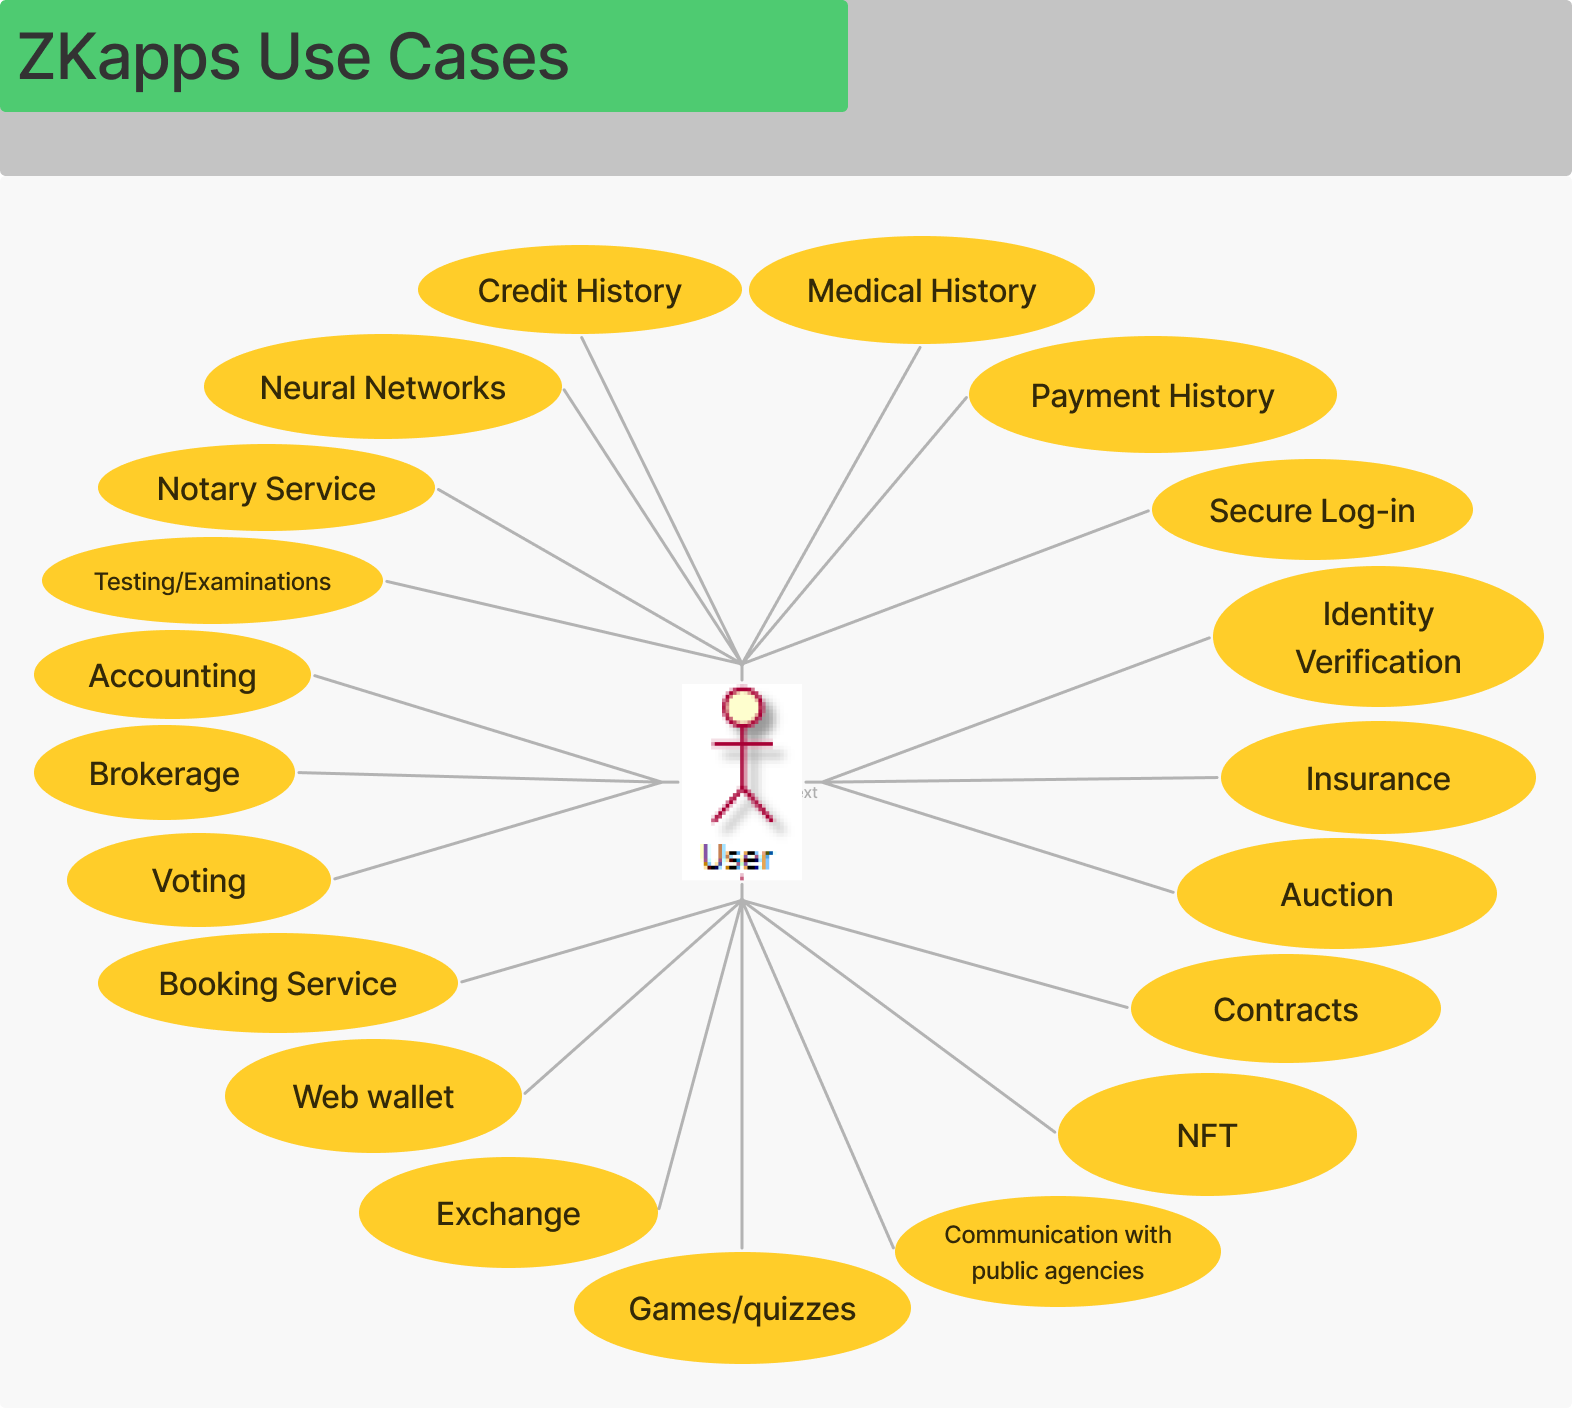 ZKapps Use Cases
Credit History
Medical History
Neural Networks
Payment History
Notary Service
Secure Log-in
Testing/Examinations
Identity
Verification
Accounting
Brokerage
Insurance
ext
User
Voting
Auction
Booking Service
Contracts
Web wallet
NFT
Exchange
Communication with
public agencies
Games/quizzes